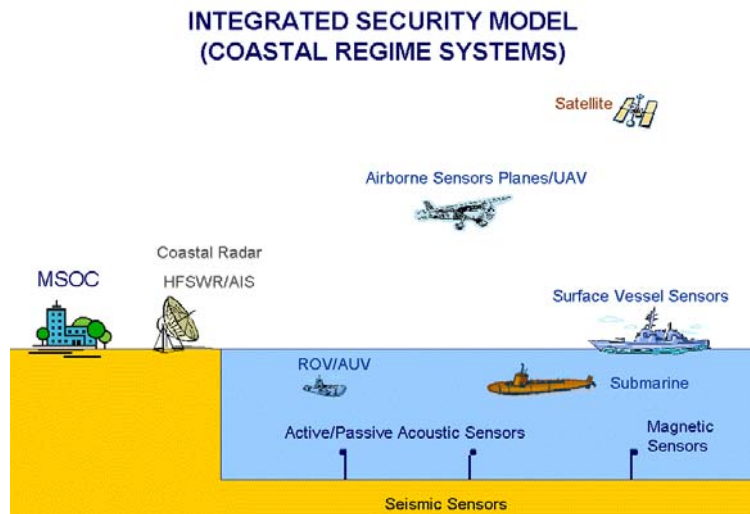 INTEGRATED SECURITY MODEL
(COASTAL REGIME SYSTEMS)
Satellite
Airborne Sensors Planes/UAV
Coastal Radar
HFSWR/AIS
MSOC
Surface Vessel Sensors
ROV/AUV
Submarine
Active/Passive Acoustic Sensors
Magnetic
Sensors
Seismic Sensors